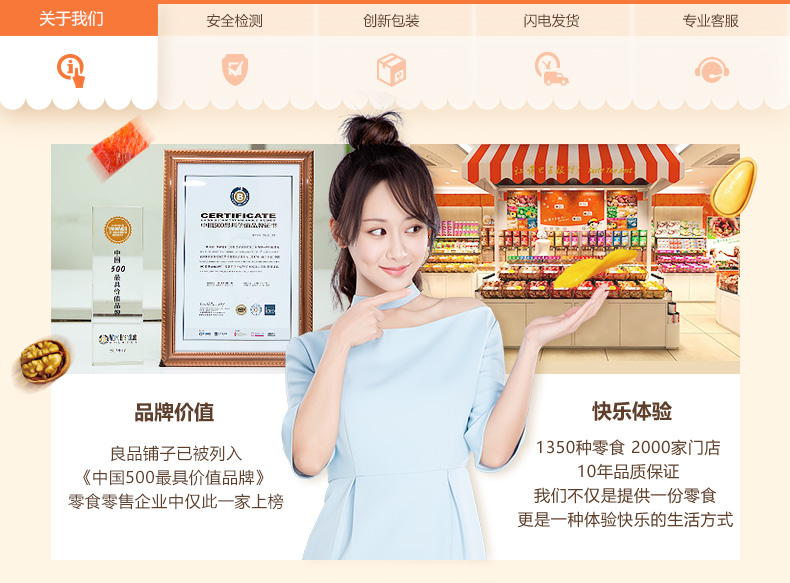 关于我们
安全检测
创新包装
闪电发货
专业客服
CERTIFICATE
中国500最具价值品牌证书
中国500最具价值品牌
品牌价值
良品铺子已被列入
《中国500最具价值品牌》
零食零售企业中仅此一家上榜
快乐体验
1350种零食 2000家门店
10年品质保证
我们不仅是提供一份零食
更是一种体验快乐的生活方式